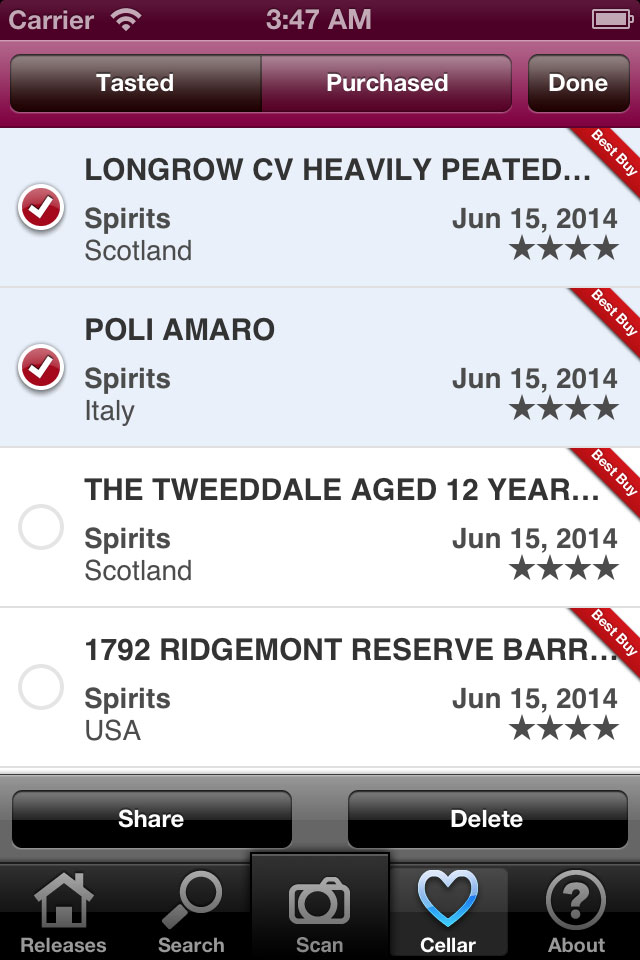 Carrier 3:47 AM
Tasted Purchased Done
Best Buy
LONGROW CV HEAVILY PEATED...
Spirits Jun 15, 2014
Scotland ★★★★
Best Buy
POLI AMARO
Spirits Jun 15, 2014
Italy ★★★★
Best Buy
THE TWEEDDALE AGED 12 YEAR...
Spirits Jun 15, 2014
Scotland ★★★★
Best Buy
1792 RIDGEMONT RESERVE BARR...
Spirits Jun 15, 2014
USA ★★★★
Share Delete
Releases Search Scan Cellar About